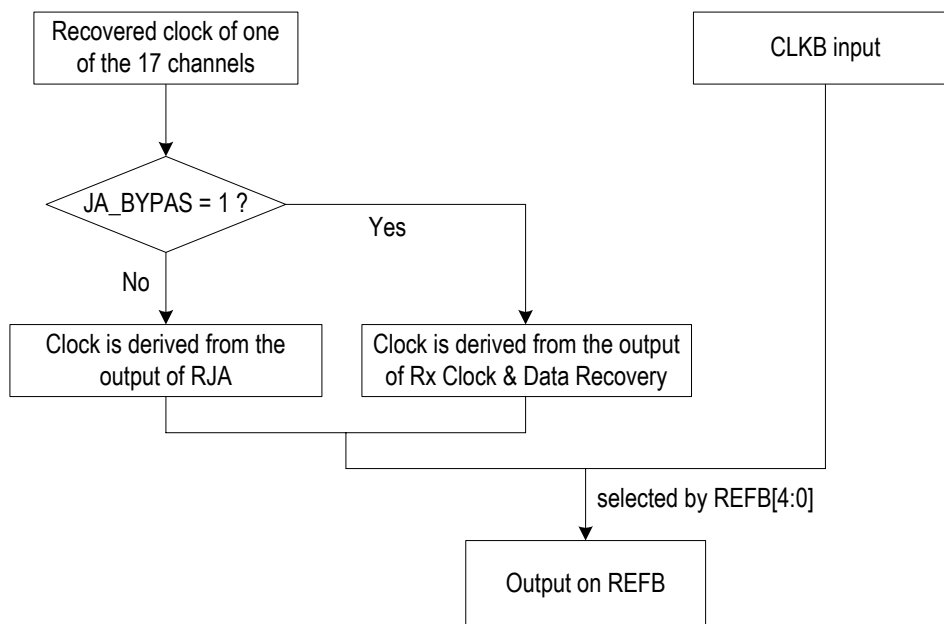 Recovered clock of one
of the 17 channels
CLKB input
JA_BYPAS = 1 ?
Yes
No
Clock is derived from the
output of RJA
Clock is derived from the output
of Rx Clock & Data Recovery
selected by REFB[4:0]
Output on REFB